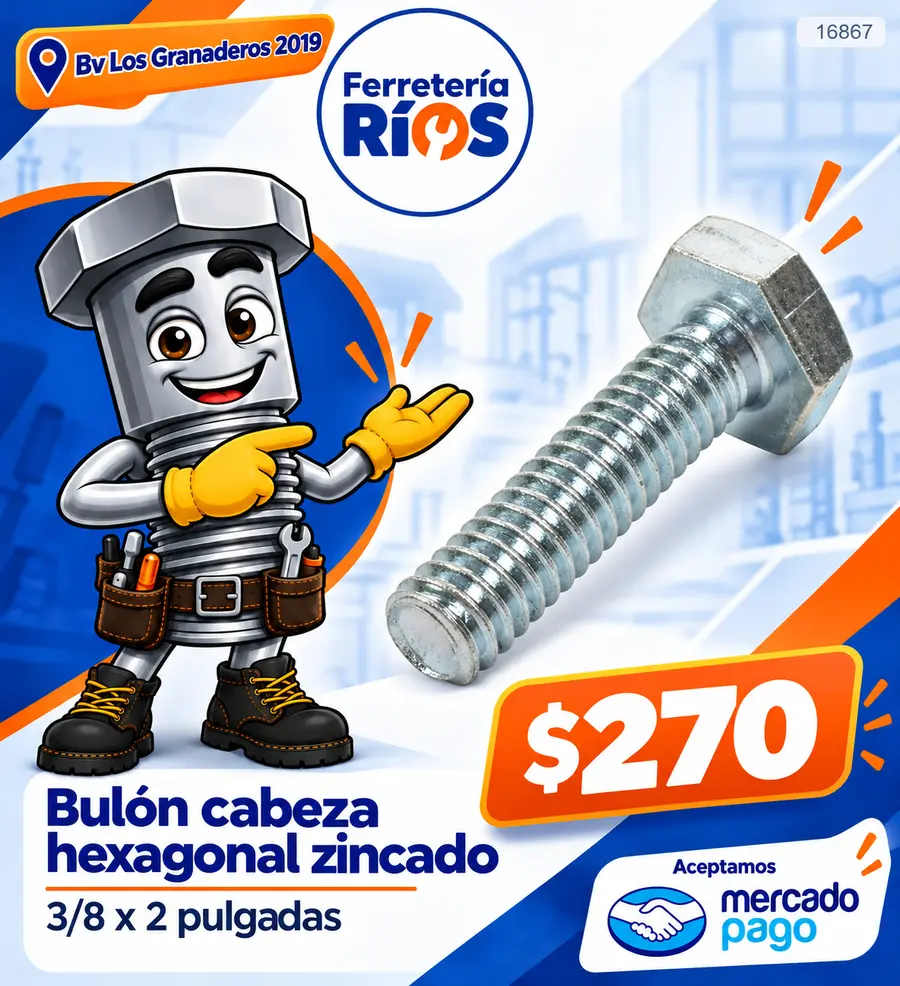 Bv Los Granaderos 2019
Ferretería
Ríos
16867
$270
Bulón cabeza
hexagonal zincado
3/8 x 2 pulgadas
Aceptamos
mercado
pago